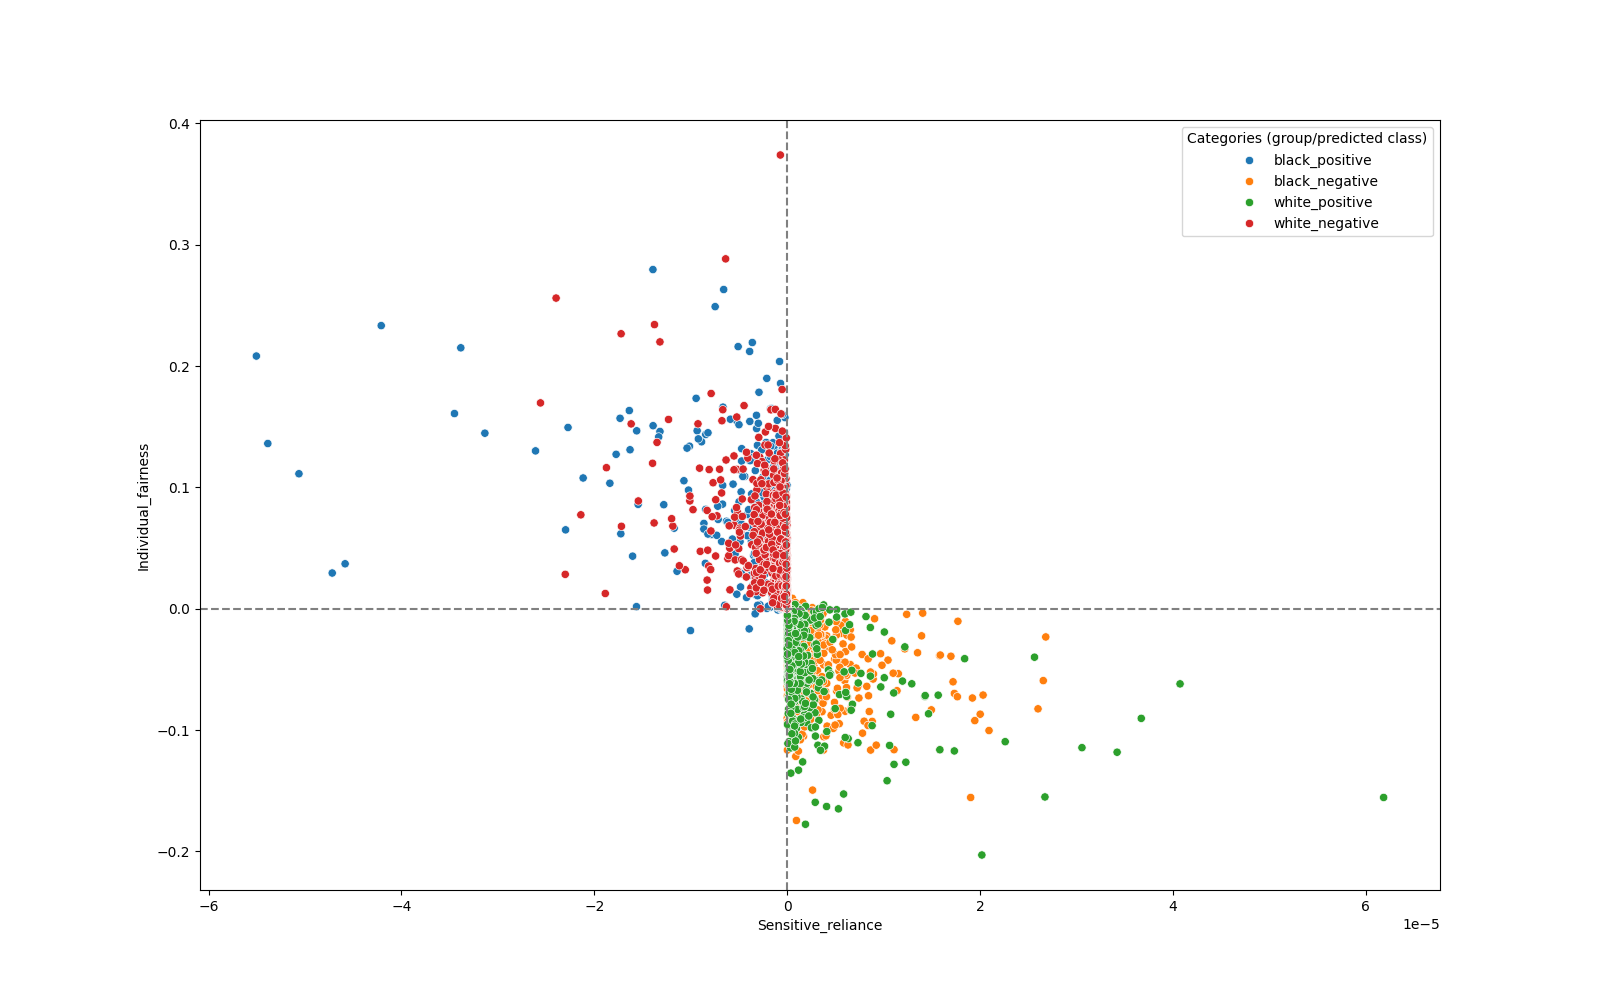 Categories (group/predicted class)
black_positive
black_negative
white_positive
white_negative
Individual_fairness
0.4
0.3
0.2
0.1
0.0
−0.1
−0.2
−6 −4 −2 0 2 4 6
1e−5
Sensitive_reliance